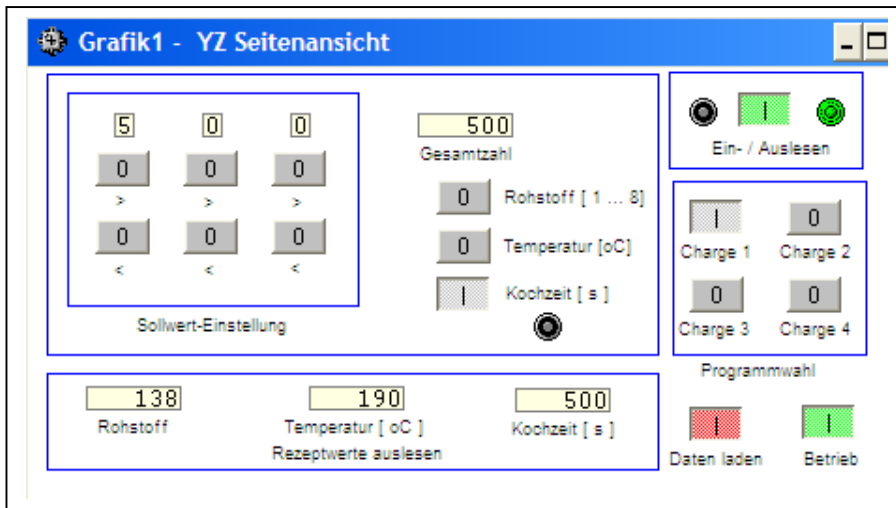 Grafik1 - YZ Seitenansicht
5 0 0
0 0 0
> > >
0 0 0
< < <
Sollwert-Einstellung
500
Gesamtzahl
0 Rohstoff [ 1 ... 8]
0 Temperatur [oC]
I Kochzeit [ s ]
I
Ein- / Auslesen
I 0
Charge 1 Charge 2
0 0
Charge 3 Charge 4
Programmwahl
138 190 500
Rohstoff Temperatur [ oC ] Kochzeit [ s ]
Rezeptwerte auslesen
I I
Daten laden Betrieb